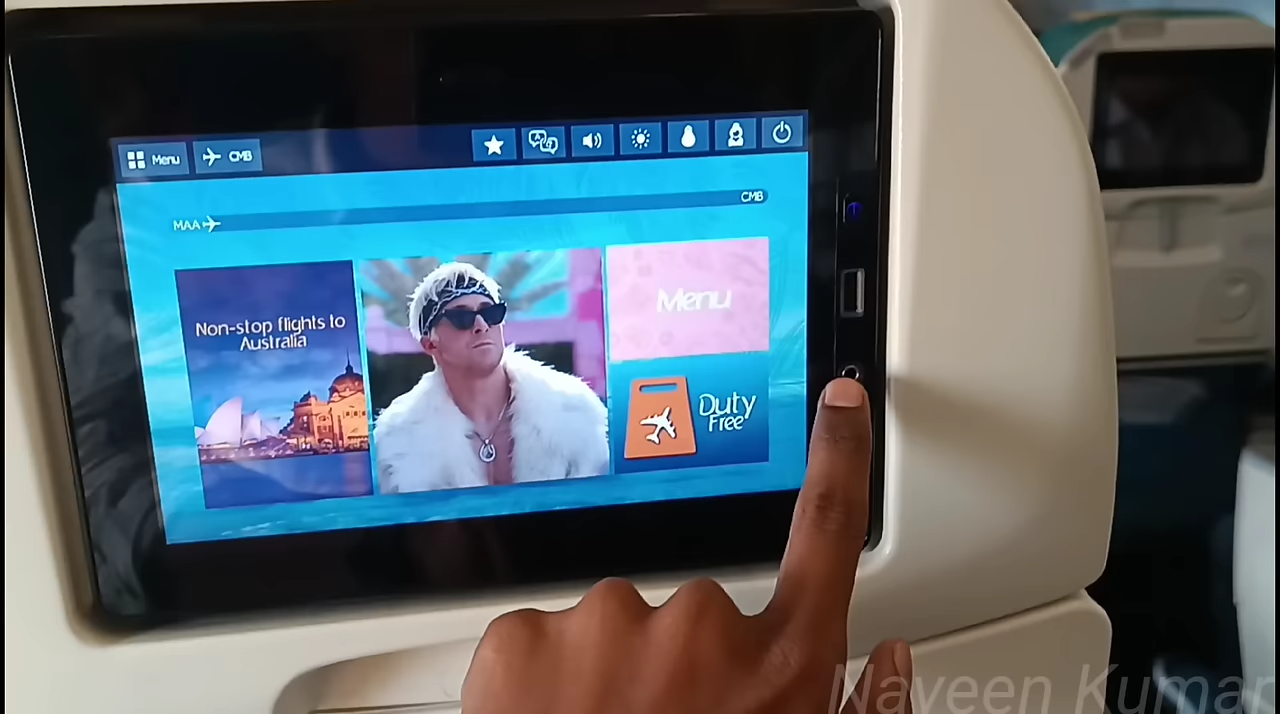 Menu
CMB
MAA
CMB
Non-stop flights to
Australia
Menu
Duty
Free
Naveen Kumar